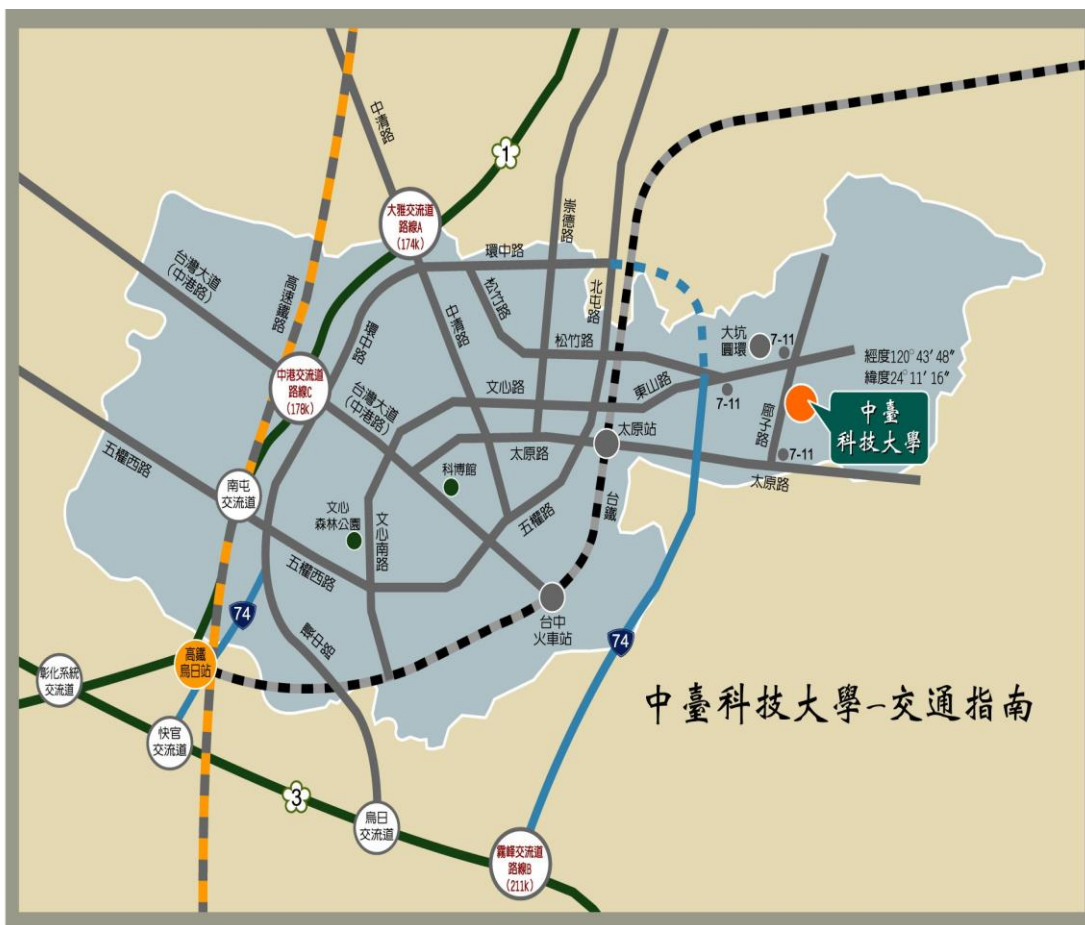 中清路
1
大雅交流道
路線A
(174k)
崇德路
環中路
台灣大道
(中港路)
高速鐵路
松竹路
北屯路
環中路
中清路
松竹路
大坑
圓環
7-11
經度120°43′48″
緯度24°11′16″
中港交流道
路線C
(178k)
台灣大道
(中港路)
文心路
東山路
7-11
廍子路
中臺
科技大學
太原站
太原路
7-11
太原路
五權西路
科博館
南屯
交流道
文心
森林公園
文心南路
五權路
台鐵
五權西路
74
台中
火車站
環中路
74
高鐵
烏日站
彰化系統
交流道
中臺科技大學-交通指南
快官
交流道
3
烏日
交流道
霧峰交流道
路線B
(211k)